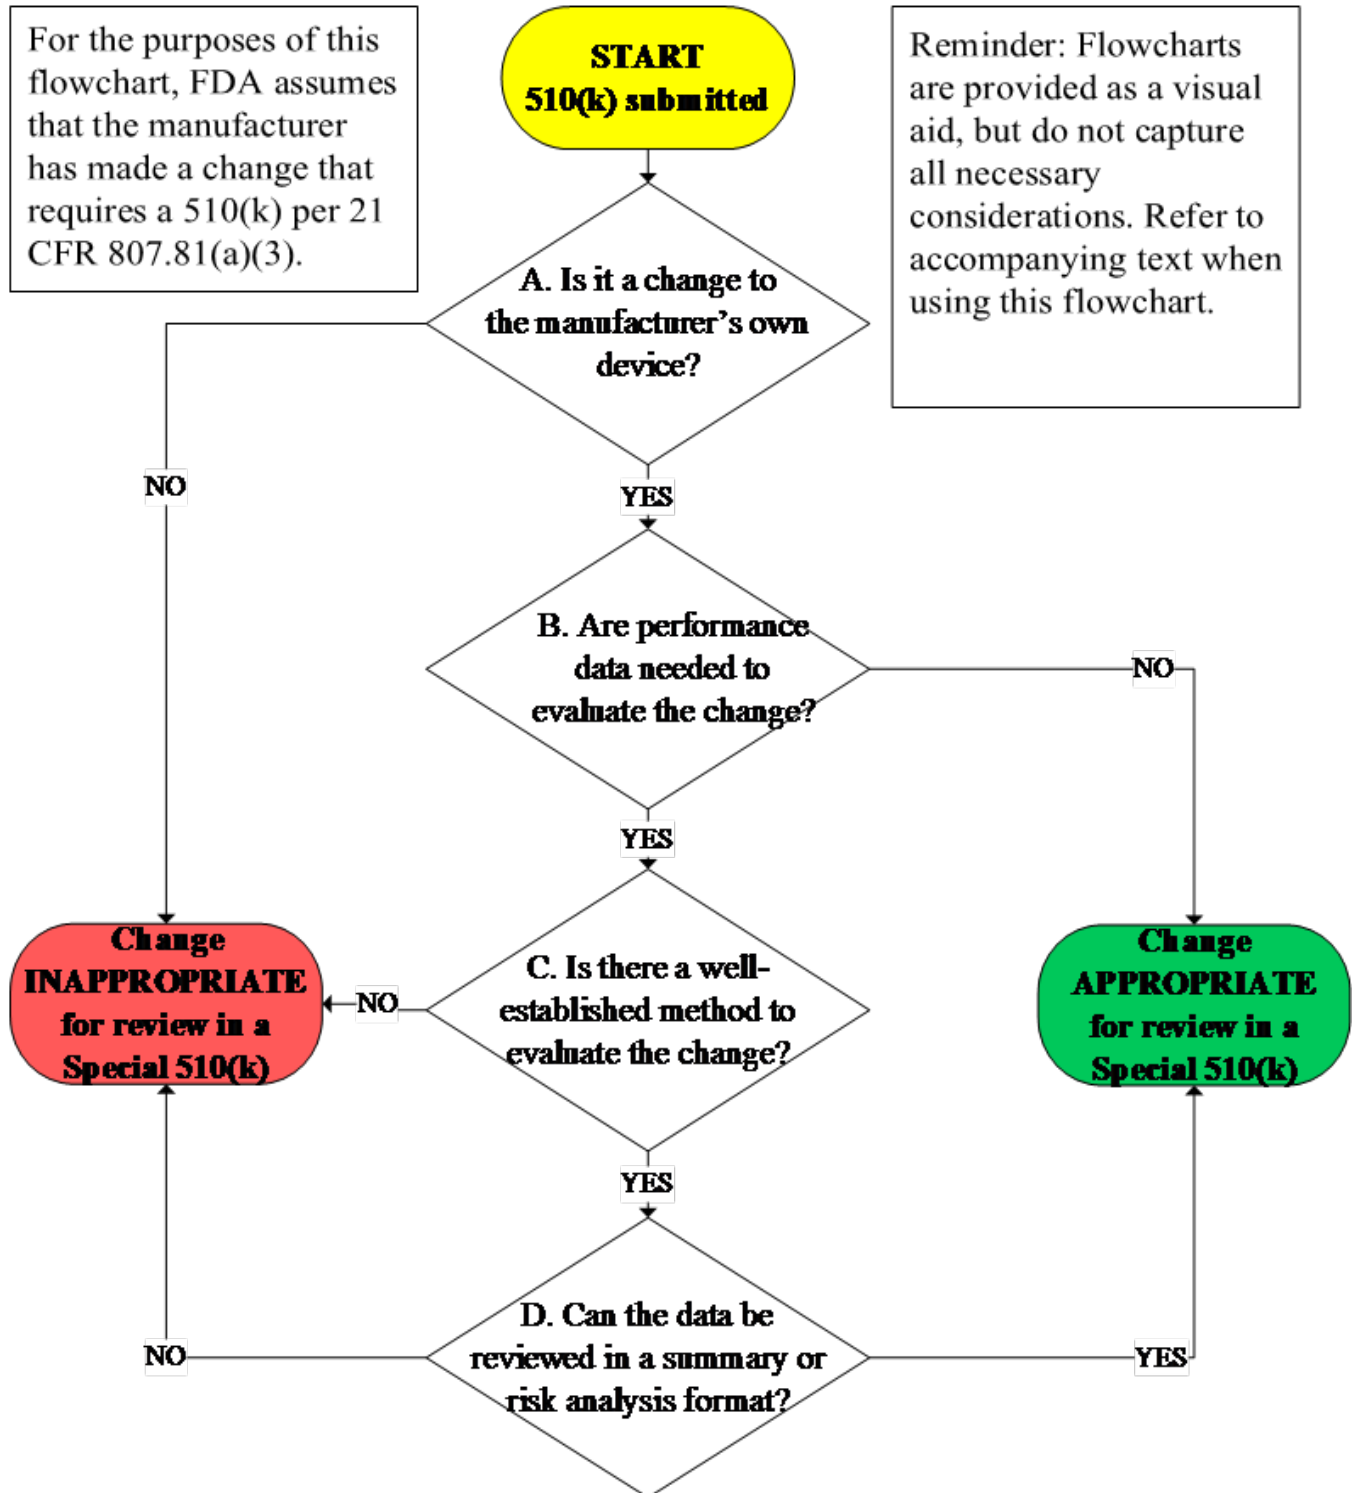 For the purposes of this
flowchart, FDA assumes
that the manufacturer
has made a change that
requires a 510(k) per 21
CFR 807.81(a)(3).
START
510(k) submitted
Reminder: Flowcharts
are provided as a visual
aid, but do not capture
all necessary
considerations. Refer to
accompanying text when
using this flowchart.
A. Is it a change to
the manufacturer's own
device?
NO
YES
B. Are performance
data needed to
evaluate the change?
NO
YES
Change
INAPPROPRIATE
for review in a
Special 510(k)
NO
C. Is there a well-
established method to
evaluate the change?
Change
APPROPRIATE
for review in a
Special 510(k)
YES
D. Can the data be
reviewed in a summary or
risk analysis format?
NO
YES